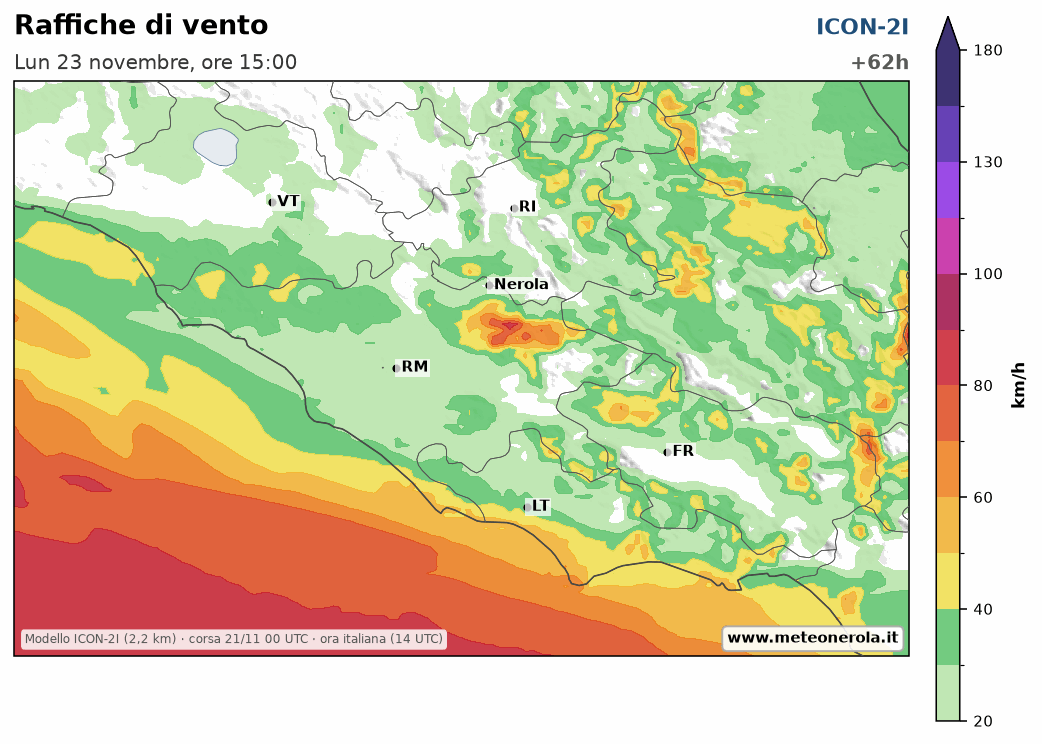 Raffiche di vento
ICON-2I
Lun 23 novembre, ore 15:00
+62h
180
130
100
80
60
40
20
km/h
VT
RI
Nerola
RM
FR
LT
Modello ICON-2I (2,2 km) · corsa 21/11 00 UTC · ora italiana (14 UTC)
www.meteonerola.it